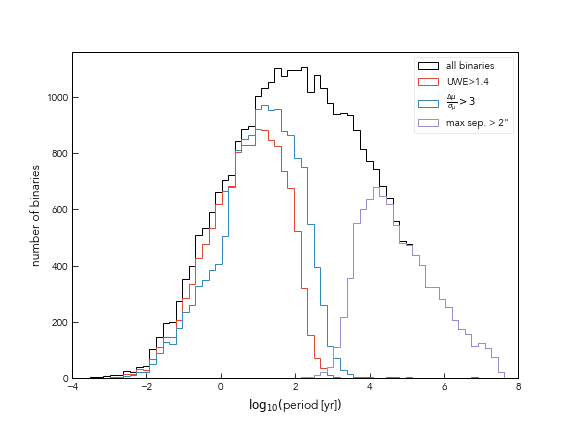 number of binaries
1000
800
600
400
200
0
−4
−2
0
2
4
6
8
log₁₀(period [yr])
all binaries
UWE>1.4
Δμ/σμ > 3
max sep. > 2"